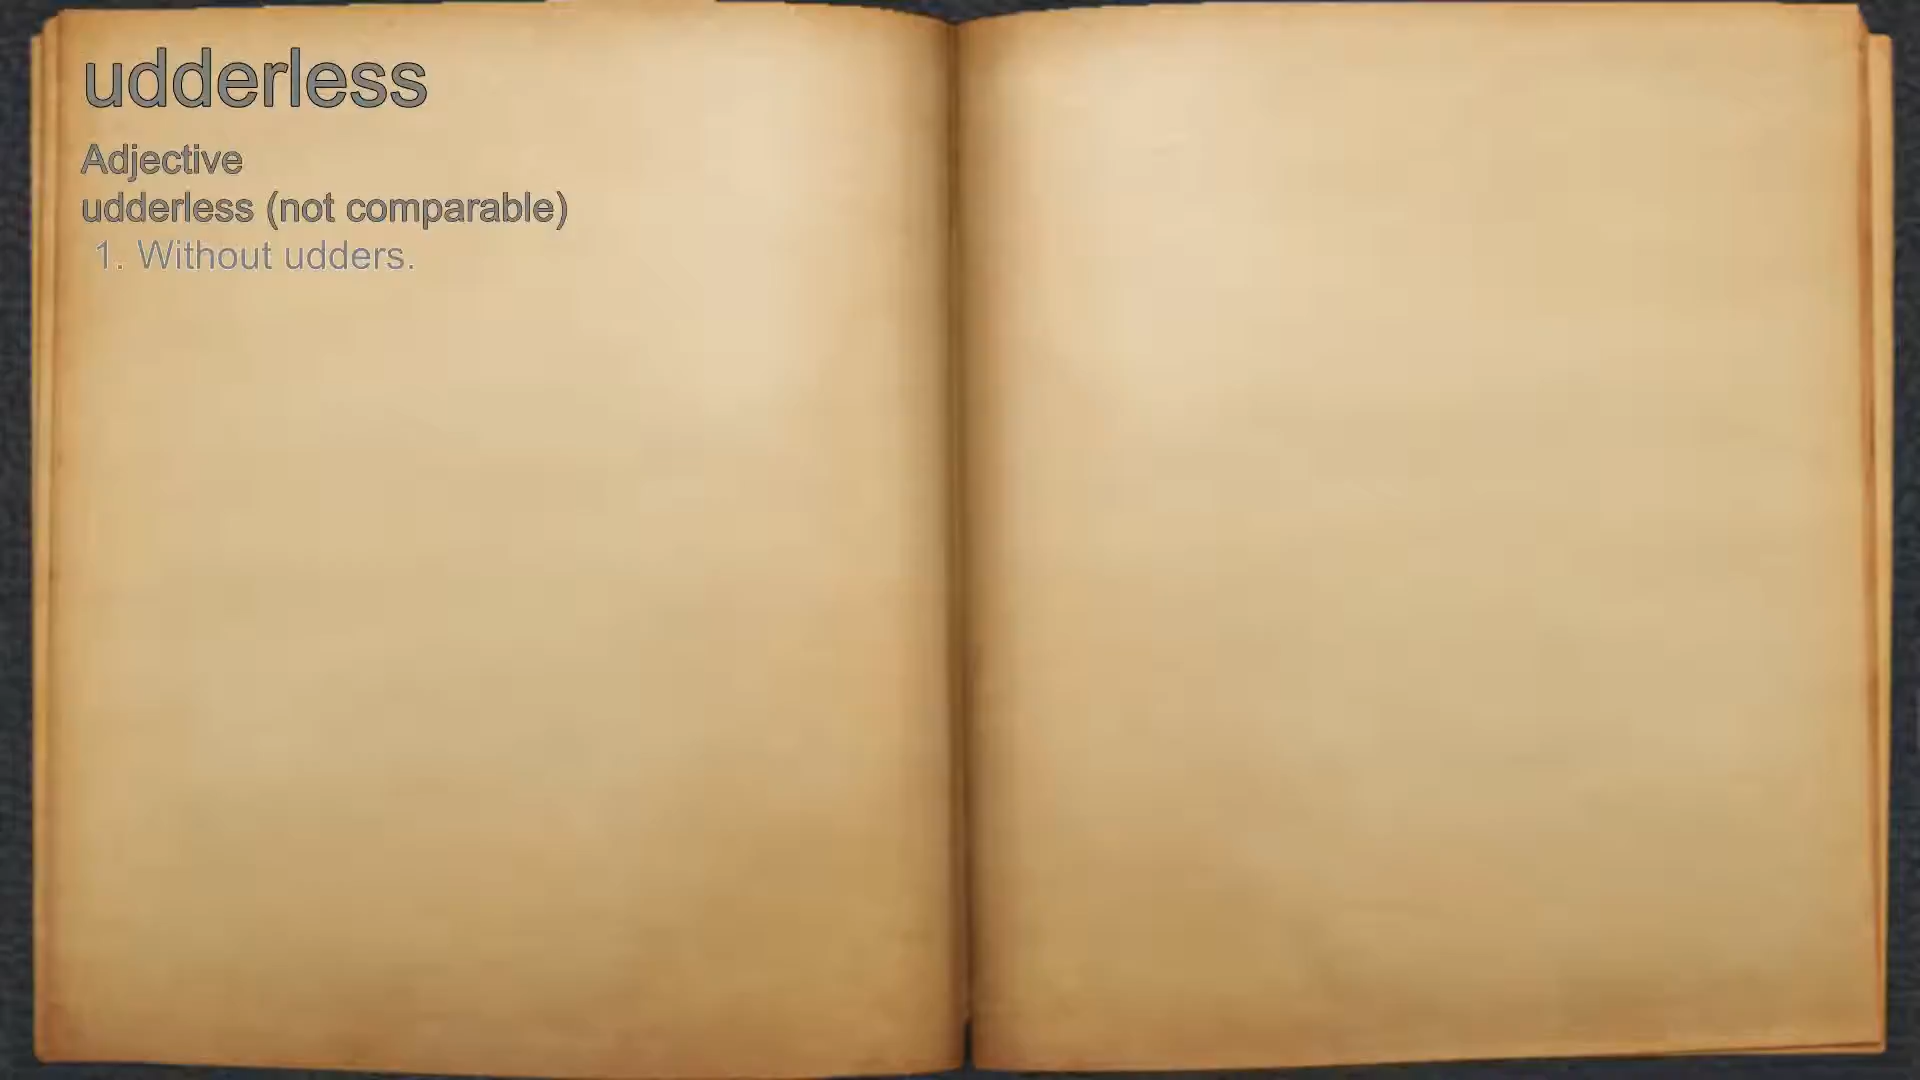 udderless
Adjective
udderless (not comparable)
1. Without udders.